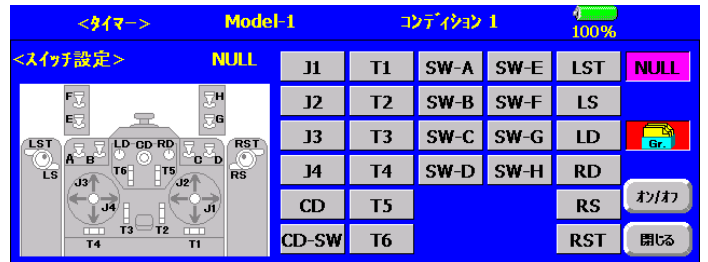 <ﾀｲﾏｰ> Model-1 ｺﾝﾃﾞｨｼｮﾝ 1 100%
<ｽｲｯﾁ設定> NULL
J1 T1 SW-A SW-E LST NULL
J2 T2 SW-B SW-F LS
J3 T3 SW-C SW-G LD Gr.
J4 T4 SW-D SW-H RD
CD T5 RS ｵﾝ/ｵﾌ
CD-SW T6 RST 閉じる
F H
E G
LST LD CD RD RST
A B C D
LS T6 T5 RS
J3 J2
J4 J1
T3 T2
T4 T1